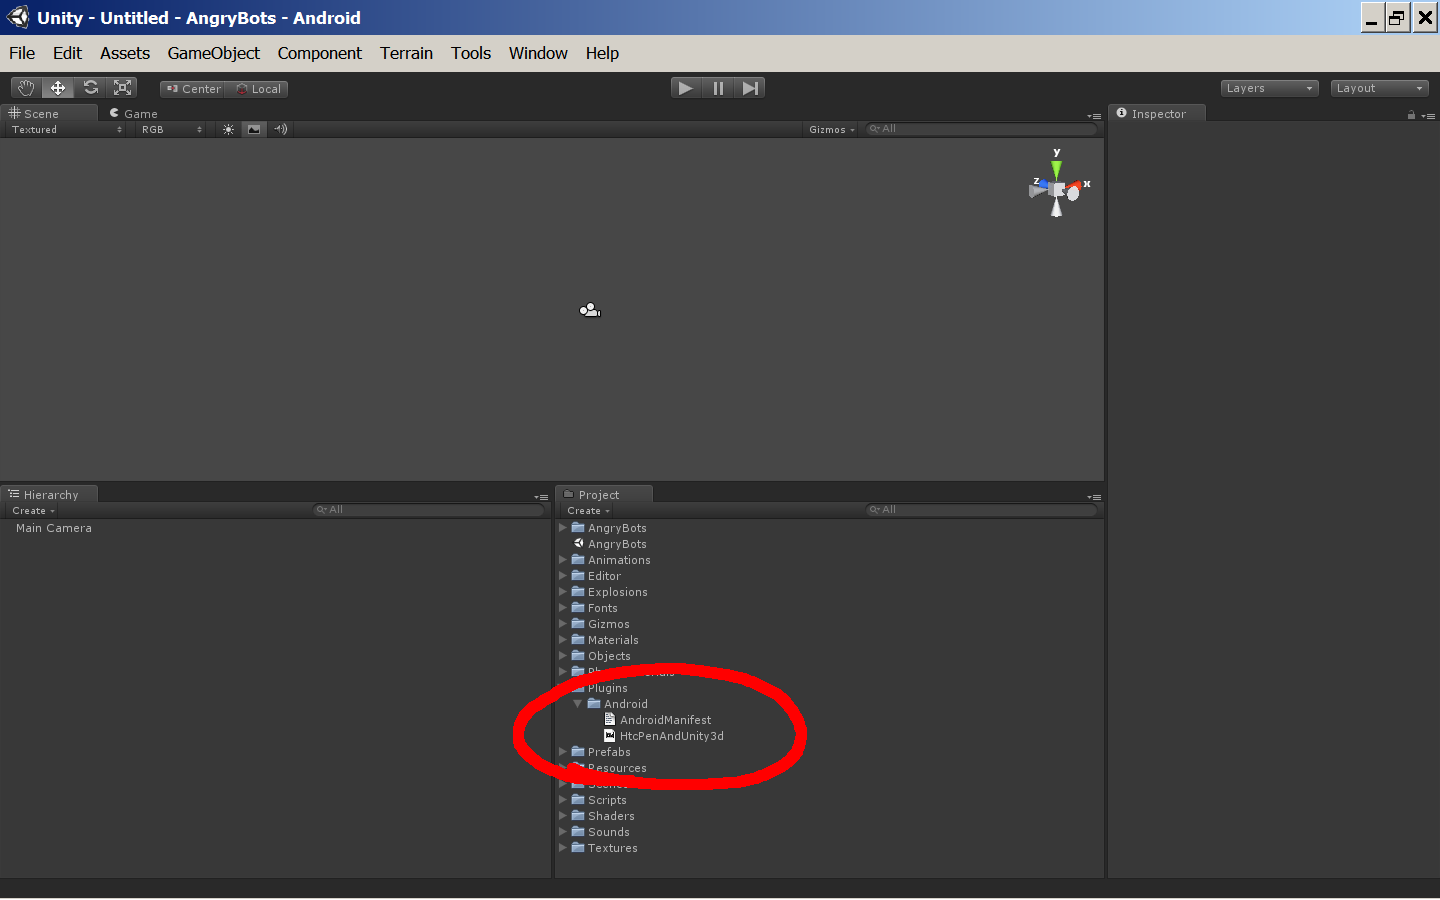 Unity - Untitled - AngryBots - Android
File Edit Assets GameObject Component Terrain Tools Window Help
Center Local Layers Layout
Scene Game Inspector
Textured RGB Gizmos All
y
z x
Hierarchy Project
Create All Create All
Main Camera
AngryBots
AngryBots
Animations
Editor
Explosions
Fonts
Gizmos
Materials
Objects
Plugins
Android
AndroidManifest
HtcPenAndUnity3d
Prefabs
Resources
Scripts
Shaders
Sounds
Textures